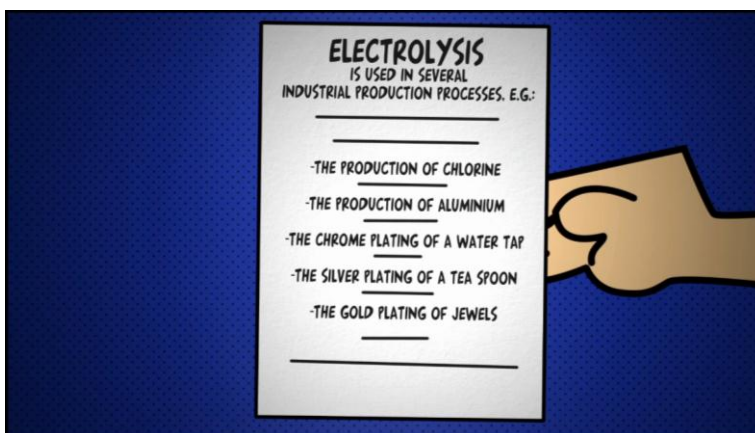 ELECTROLYSIS
IS USED IN SEVERAL
INDUSTRIAL PRODUCTION PROCESSES. E.G.:
-THE PRODUCTION OF CHLORINE
-THE PRODUCTION OF ALUMINIUM
-THE CHROME PLATING OF A WATER TAP
-THE SILVER PLATING OF A TEA SPOON
-THE GOLD PLATING OF JEWELS